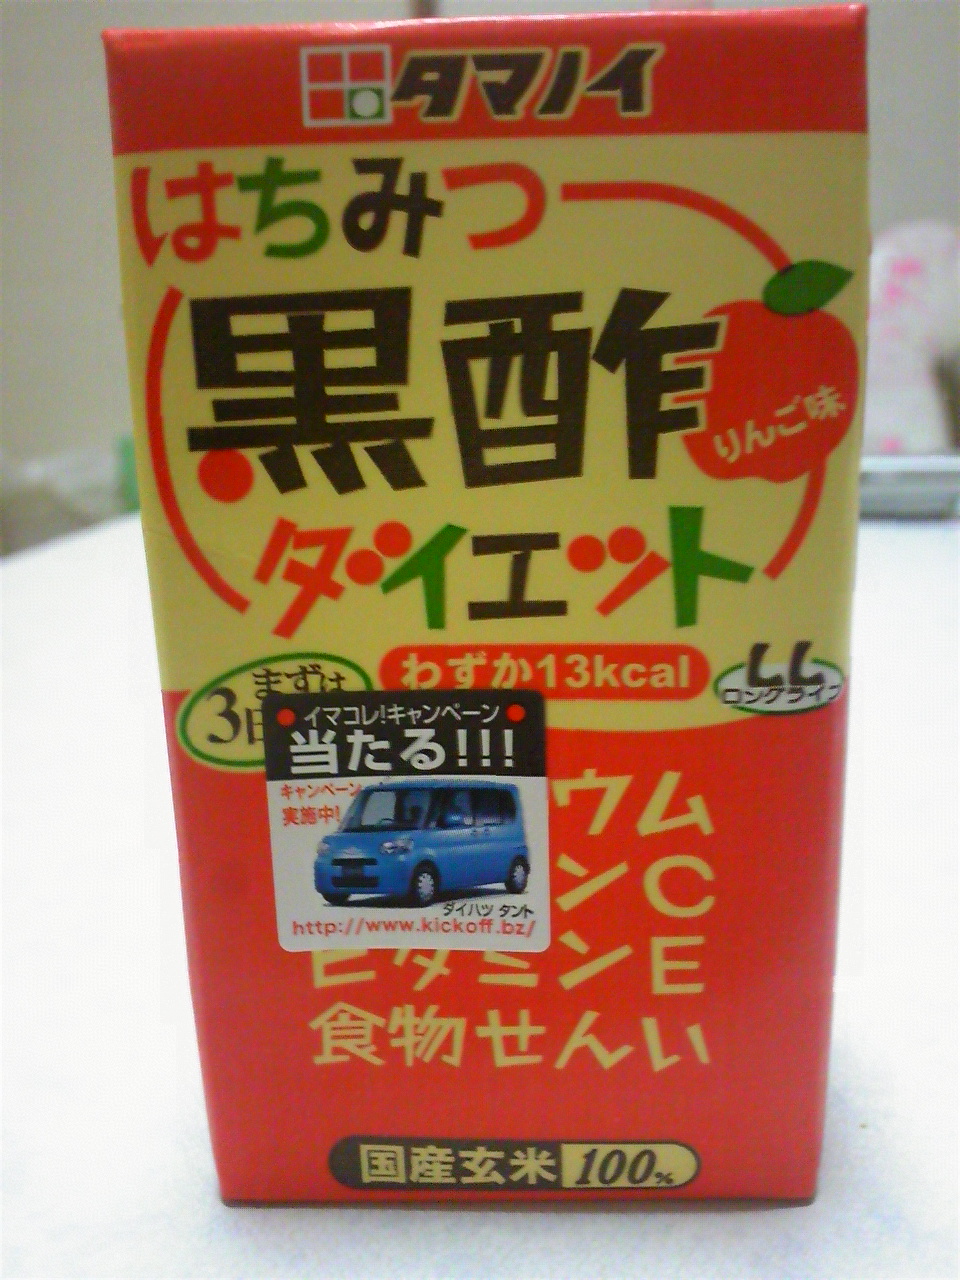 タマノイ
はちみつ
黒酢
りんご味
ダイエット
わずか13kcal
LL
ロングライフ
まずは
3日
イマコレ!キャンペーン
当たる!!!
キャンペーン
実施中!
ダイハツ タント
http://www.kickoff.bz/
ウム
ンC
ビタミンE
食物せんい
国産玄米100%